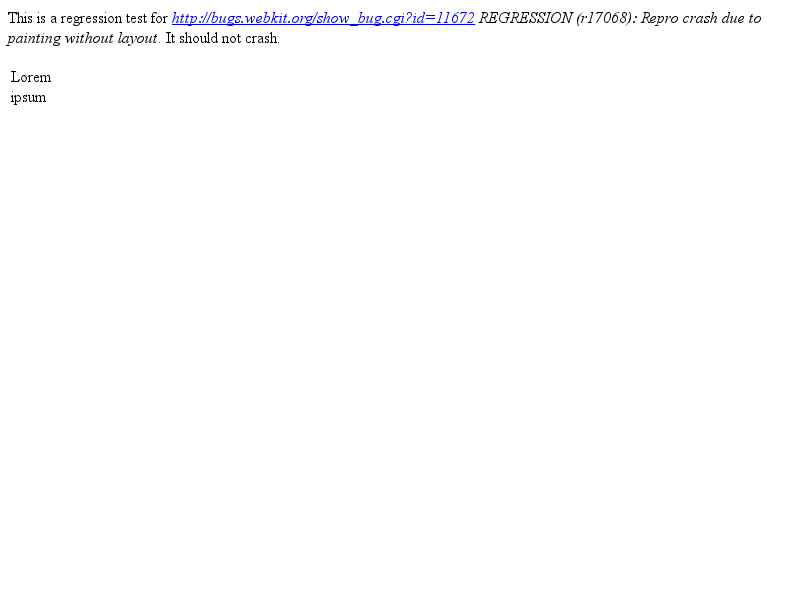 This is a regression test for http://bugs.webkit.org/show_bug.cgi?id=11672 REGRESSION (r17068): Repro crash due to
painting without layout. It should not crash.
Lorem
ipsum